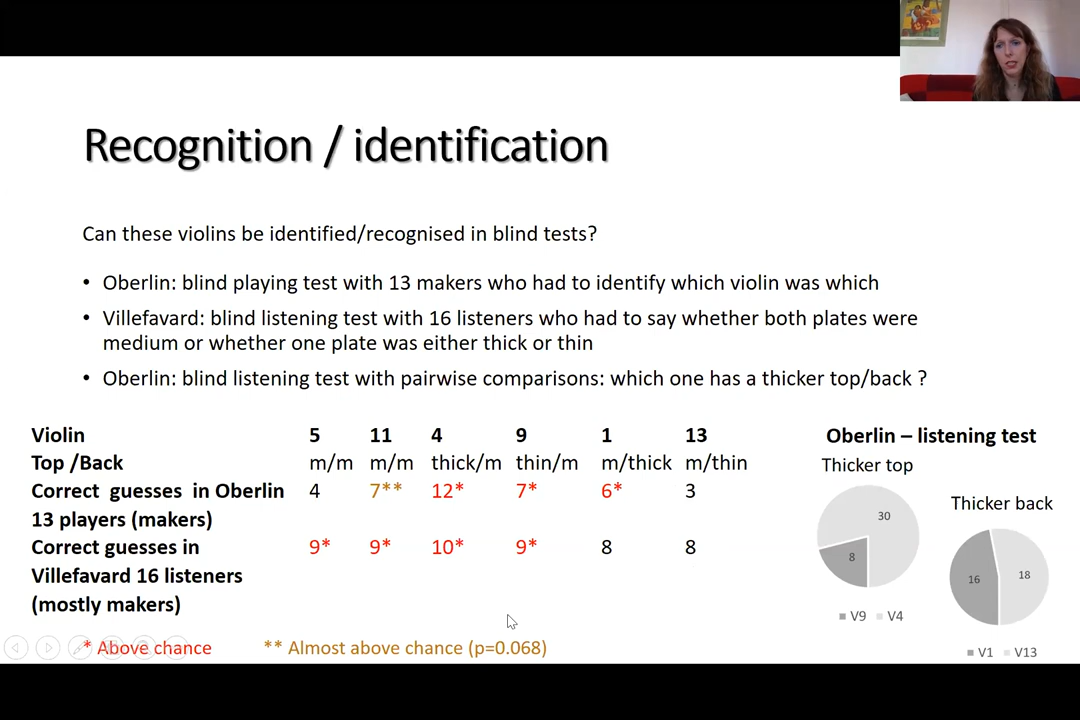 Recognition / identification
Can these violins be identified/recognised in blind tests?
• Oberlin: blind playing test with 13 makers who had to identify which violin was which
• Villefavard: blind listening test with 16 listeners who had to say whether both plates were
medium or whether one plate was either thick or thin
• Oberlin: blind listening test with pairwise comparisons: which one has a thicker top/back ?
Violin 5 11 4 9 1 13
Top /Back m/m m/m thick/m thin/m m/thick m/thin
Correct guesses in Oberlin 4 7** 12* 7* 6* 3
13 players (makers)
Correct guesses in 9* 9* 10* 9* 8 8
Villefavard 16 listeners
(mostly makers)
* Above chance ** Almost above chance (p=0.068)
Oberlin – listening test
Thicker top
30
8
V9 V4
Thicker back
16 18
V1 V13